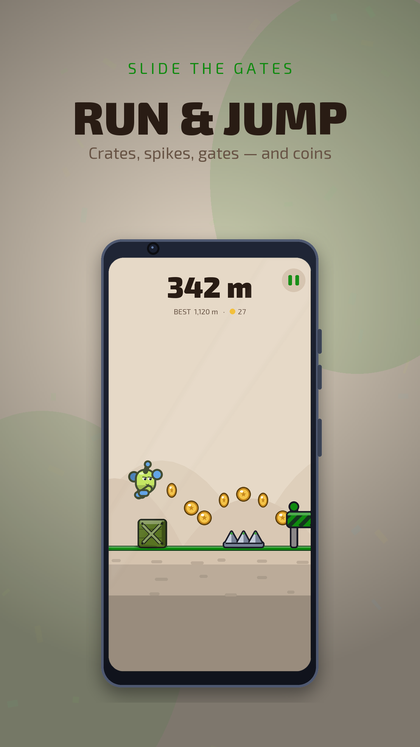 SLIDE THE GATES
RUN & JUMP
Crates, spikes, gates — and coins
342 m
BEST 1,120 m · 27